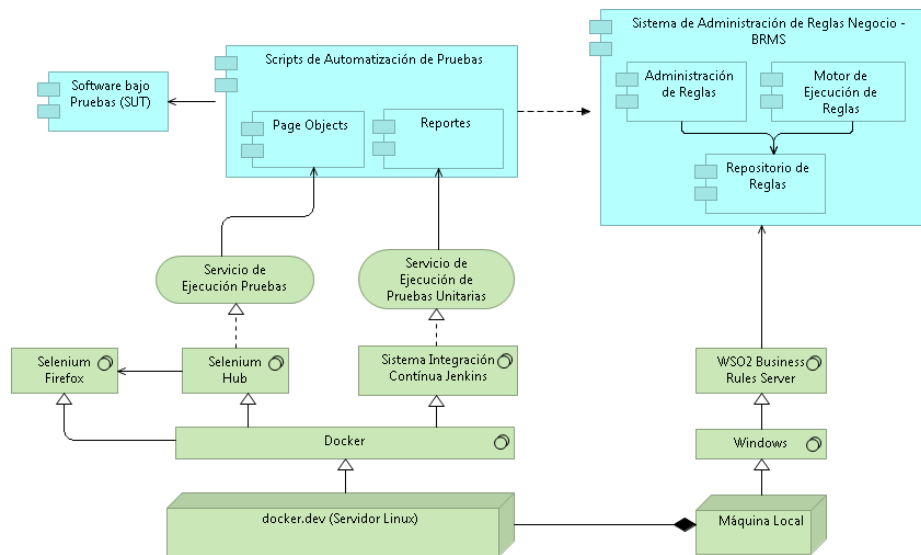 Sistema de Administración de Reglas Negocio -
BRMS
Scripts de Automatización de Pruebas
Software bajo
Pruebas (SUT)
Administración
de Reglas
Motor de
Ejecución de
Reglas
Page Objects
Reportes
Repositorio de
Reglas
Servicio de
Ejecución Pruebas
Servicio de
Ejecución de
Pruebas Unitarias
Selenium
Firefox
Selenium
Hub
Sistema Integración
Contínua Jenkins
WSO2 Business
Rules Server
Docker
Windows
docker.dev (Servidor Linux)
Máquina Local